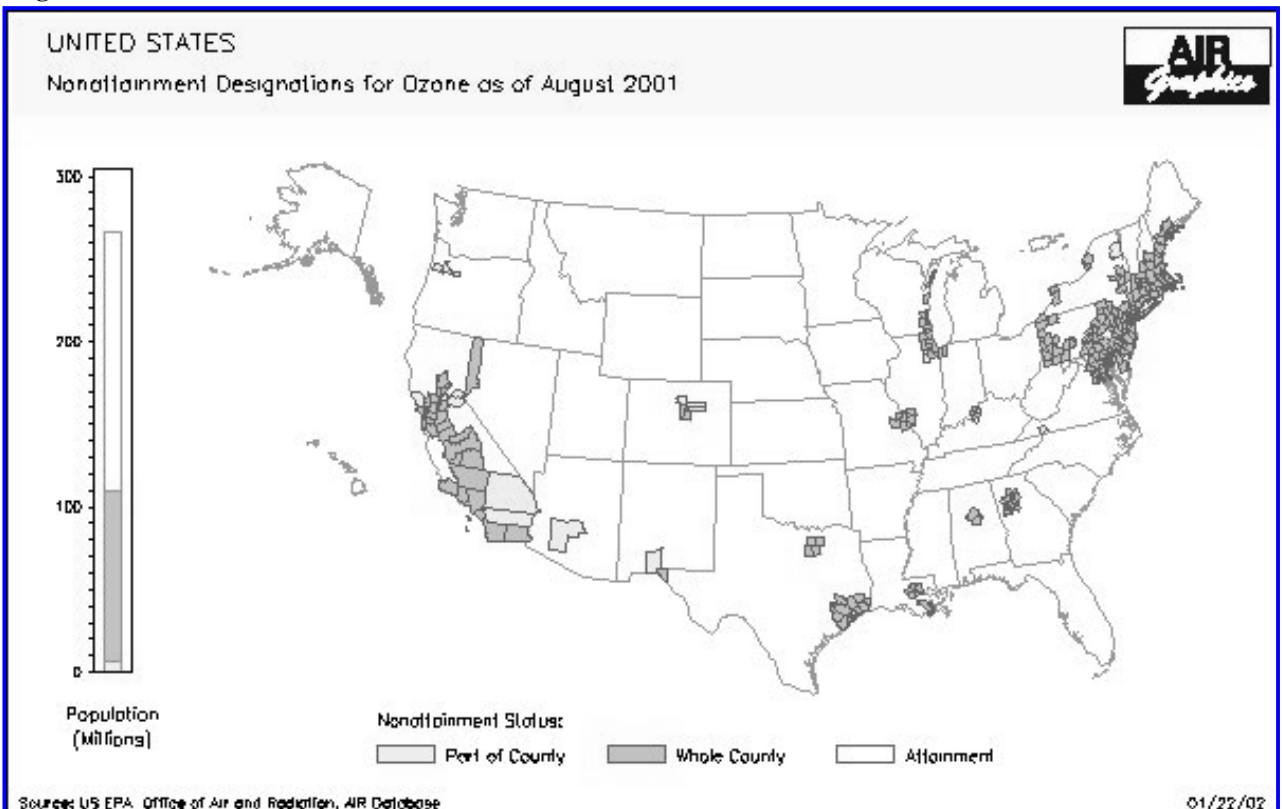 UNITED STATES
Nonattainment Designations for Ozone as of August 2001
AIR
Graphics
300
200
100
0
Population
(Millions)
Nonattainment Status:
Part of County
Whole County
Attainment
Source: US EPA Office of Air and Radiation, AIR Database
01/22/02